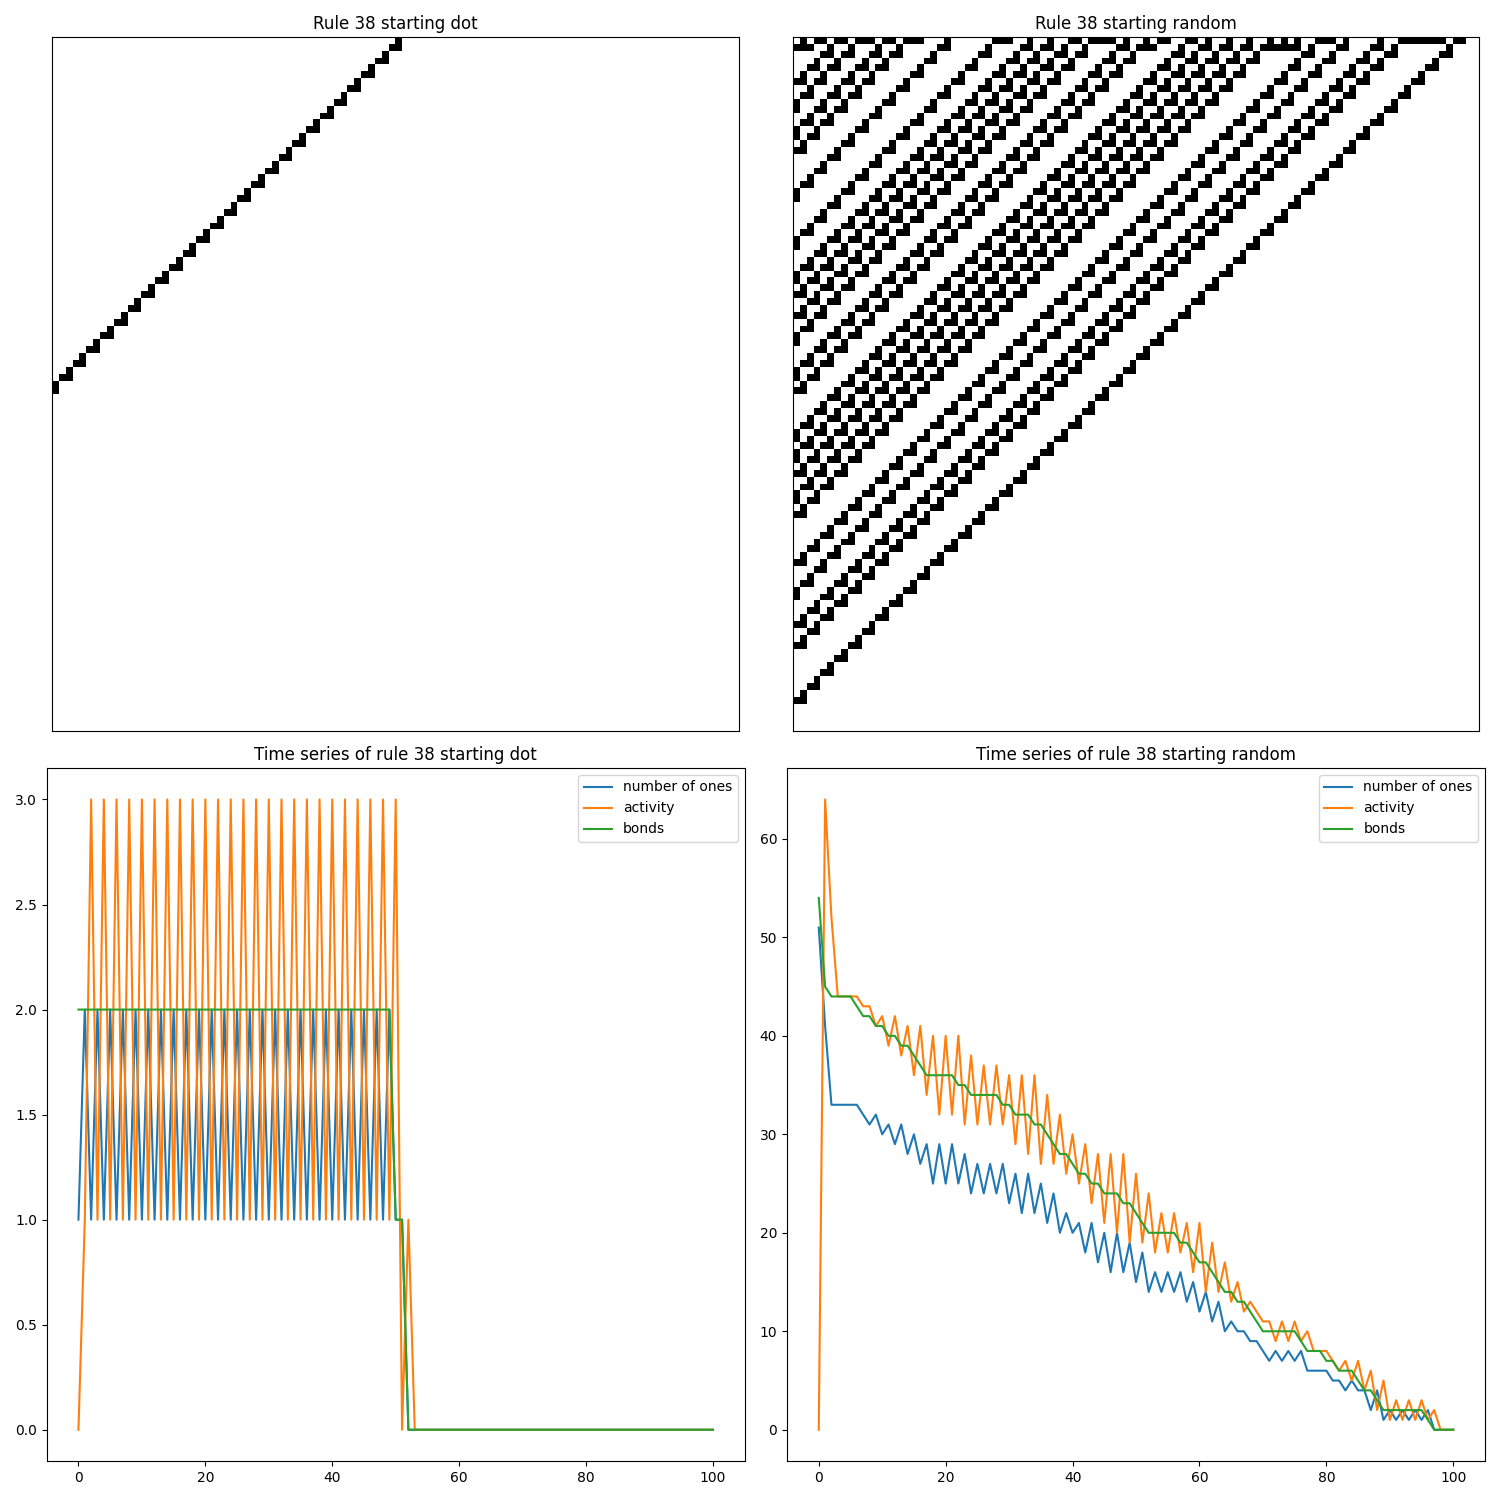 Rule 38 starting dot
Rule 38 starting random
Time series of rule 38 starting dot
number of ones
activity
bonds
3.0
2.5
2.0
1.5
1.0
0.5
0.0
0 20 40 60 80 100
Time series of rule 38 starting random
number of ones
activity
bonds
60
50
40
30
20
10
0
0 20 40 60 80 100